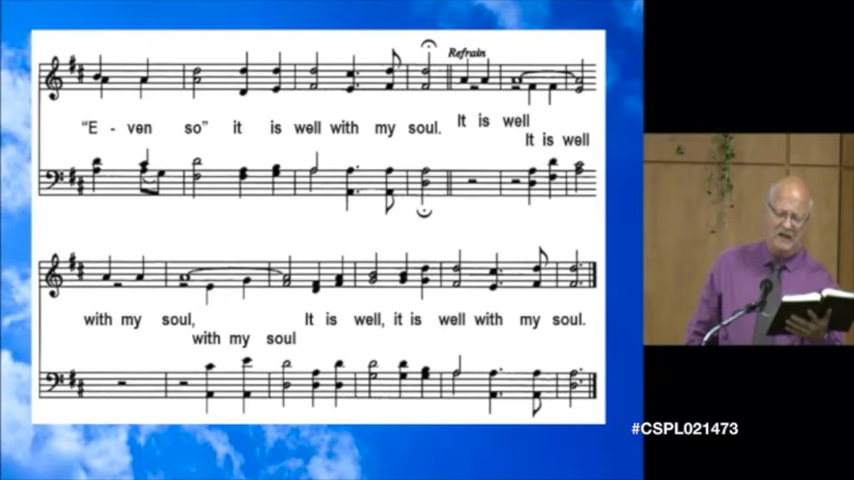 Refrain
"E - ven so" it is well with my soul. It is well
It is well
with my soul, It is well, it is well with my soul.
with my soul
#CSPL021473